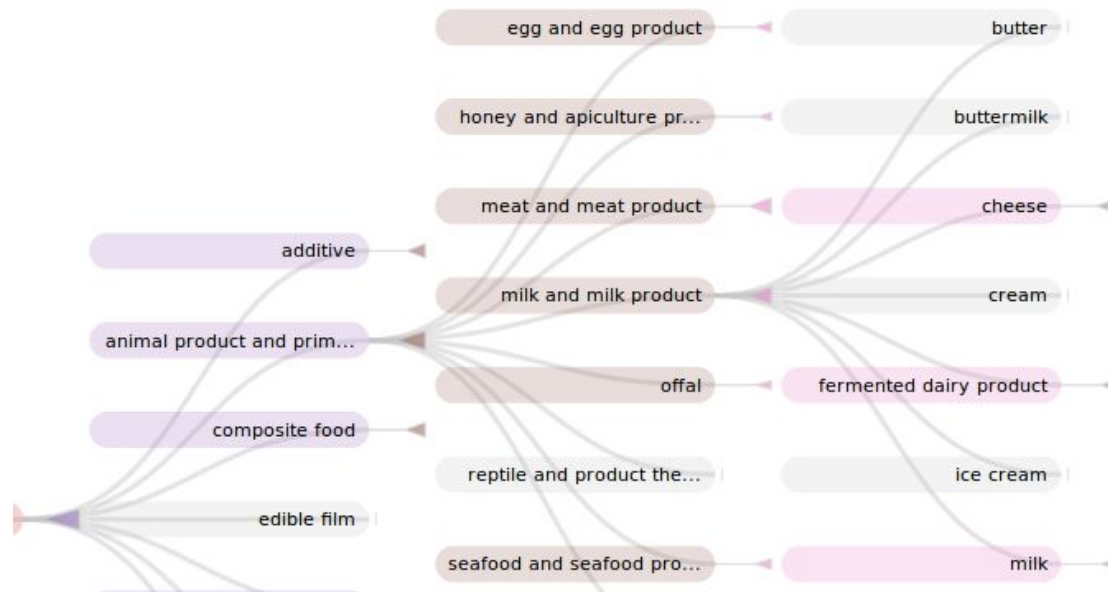 egg and egg product
butter
honey and apiculture pr...
buttermilk
meat and meat product
cheese
additive
milk and milk product
cream
animal product and prim...
offal
fermented dairy product
composite food
reptile and product the...
ice cream
edible film
seafood and seafood pro...
milk